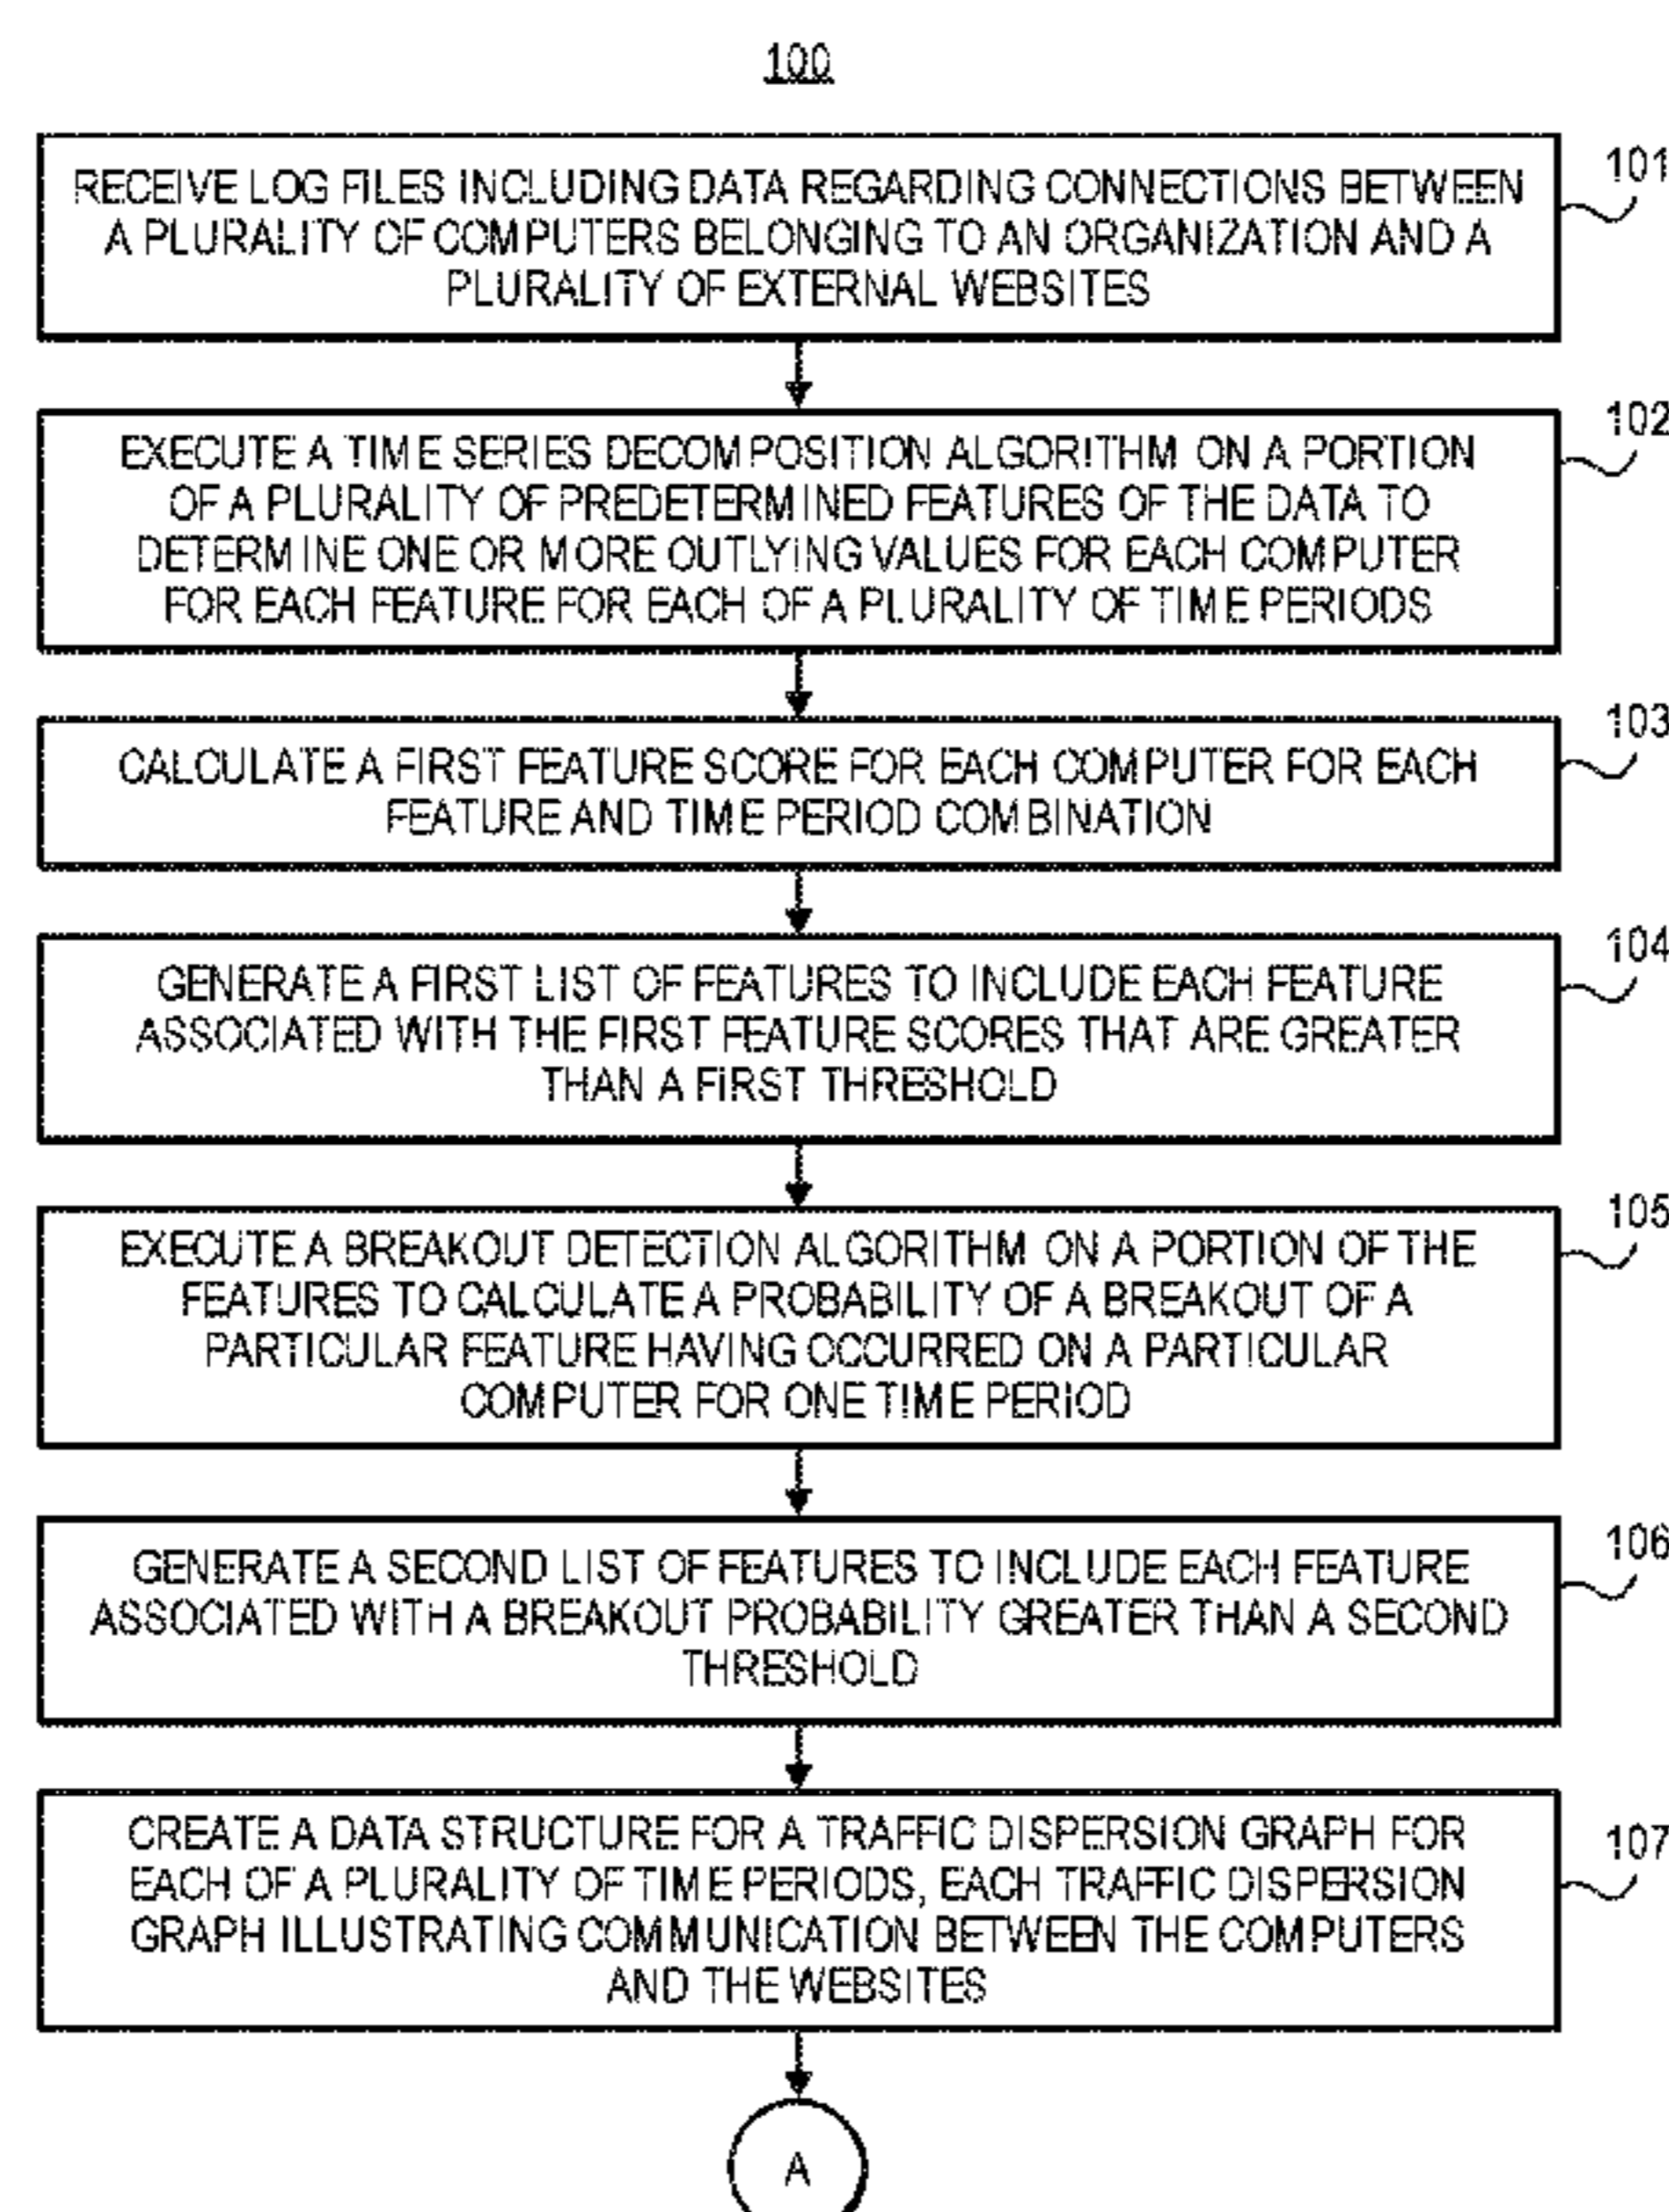 100
RECEIVE LOG FILES INCLUDING DATA REGARDING CONNECTIONS BETWEEN
A PLURALITY OF COMPUTERS BELONGING TO AN ORGANIZATION AND A
PLURALITY OF EXTERNAL WEBSITES
101
EXECUTE A TIME SERIES DECOMPOSITION ALGORITHM ON A PORTION
OF A PLURALITY OF PREDETERMINED FEATURES OF THE DATA TO
DETERMINE ONE OR MORE OUTLYING VALUES FOR EACH COMPUTER
FOR EACH FEATURE FOR EACH OF A PLURALITY OF TIME PERIODS
102
CALCULATE A FIRST FEATURE SCORE FOR EACH COMPUTER FOR EACH
FEATURE AND TIME PERIOD COMBINATION
103
GENERATE A FIRST LIST OF FEATURES TO INCLUDE EACH FEATURE
ASSOCIATED WITH THE FIRST FEATURE SCORES THAT ARE GREATER
THAN A FIRST THRESHOLD
104
EXECUTE A BREAKOUT DETECTION ALGORITHM ON A PORTION OF THE
FEATURES TO CALCULATE A PROBABILITY OF A BREAKOUT OF A
PARTICULAR FEATURE HAVING OCCURRED ON A PARTICULAR
COMPUTER FOR ONE TIME PERIOD
105
GENERATE A SECOND LIST OF FEATURES TO INCLUDE EACH FEATURE
ASSOCIATED WITH A BREAKOUT PROBABILITY GREATER THAN A SECOND
THRESHOLD
106
CREATE A DATA STRUCTURE FOR A TRAFFIC DISPERSION GRAPH FOR
EACH OF A PLURALITY OF TIME PERIODS, EACH TRAFFIC DISPERSION
GRAPH ILLUSTRATING COMMUNICATION BETWEEN THE COMPUTERS
AND THE WEBSITES
107
A